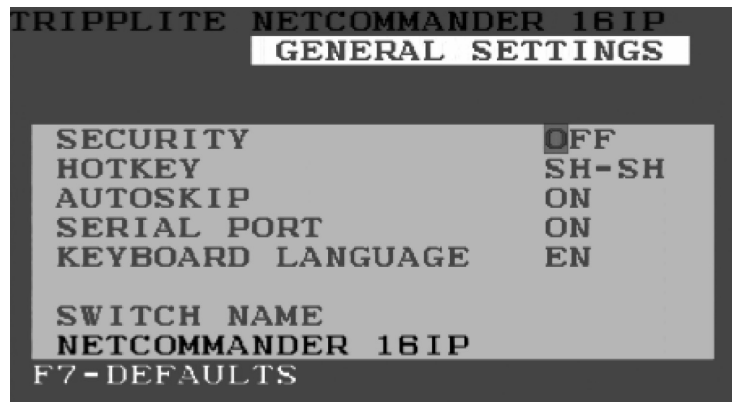 TRIPPLITE NETCOMMANDER 16IP
GENERAL SETTINGS
SECURITY OFF
HOTKEY SH-SH
AUTOSKIP ON
SERIAL PORT ON
KEYBOARD LANGUAGE EN
SWITCH NAME
NETCOMMANDER 16IP
F7-DEFAULTS